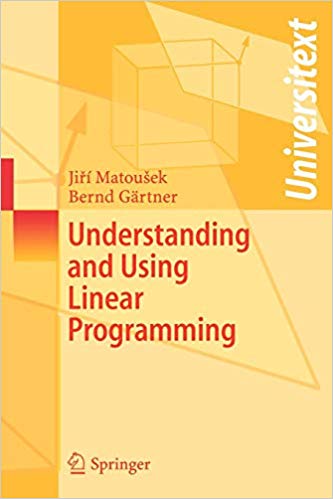 Universitext
Jiří Matoušek
Bernd Gärtner
Understanding
and Using
Linear
Programming
Springer